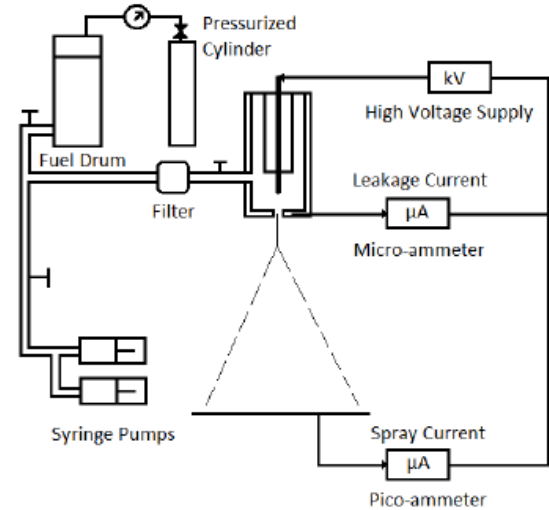 Pressurized
Cylinder
kV
High Voltage Supply
Fuel Drum
Filter
Leakage Current
µA
Micro-ammeter
Syringe Pumps
Spray Current
µA
Pico-ammeter